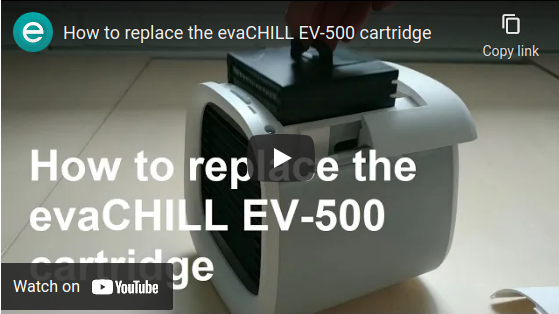 e
How to replace the evaCHILL EV-500 cartridge
Copy link
How to replace the
evaCHILL EV-500
cartridge
Watch on YouTube